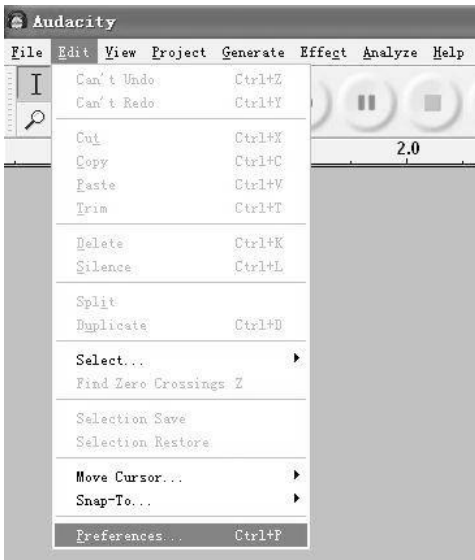 Audacity
File Edit View Project Generate Effect Analyze Help
Can't Undo Ctrl+Z
Can't Redo Ctrl+Y
Cut Ctrl+X
2.0
Copy Ctrl+C
Paste Ctrl+V
Trim Ctrl+T
Delete Ctrl+K
Silence Ctrl+L
Split
Duplicate Ctrl+D
Select...
Find Zero Crossings Z
Selection Save
Selection Restore
Move Cursor...
Snap-To...
Preferences... Ctrl+P